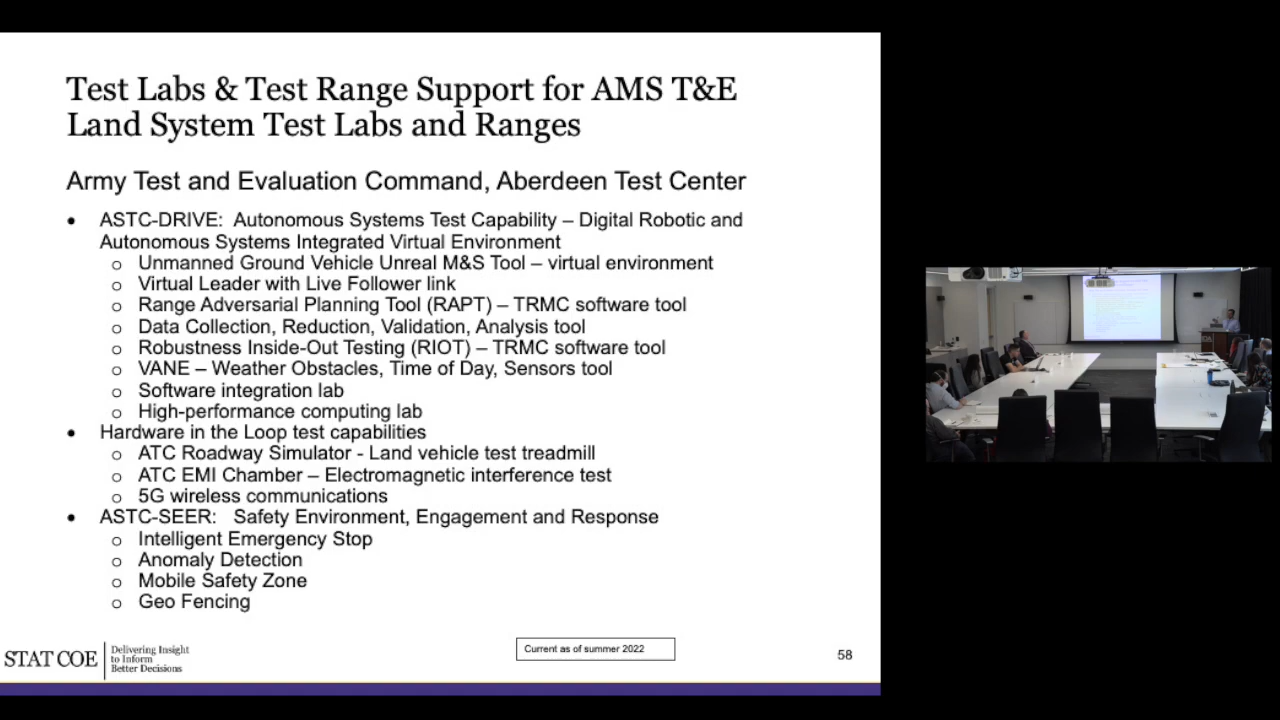 Test Labs & Test Range Support for AMS T&E
Land System Test Labs and Ranges
Army Test and Evaluation Command, Aberdeen Test Center
• ASTC-DRIVE: Autonomous Systems Test Capability – Digital Robotic and
Autonomous Systems Integrated Virtual Environment
o Unmanned Ground Vehicle Unreal M&S Tool – virtual environment
o Virtual Leader with Live Follower link
o Range Adversarial Planning Tool (RAPT) – TRMC software tool
o Data Collection, Reduction, Validation, Analysis tool
o Robustness Inside-Out Testing (RIOT) – TRMC software tool
o VANE – Weather Obstacles, Time of Day, Sensors tool
o Software integration lab
o High-performance computing lab
• Hardware in the Loop test capabilities
o ATC Roadway Simulator - Land vehicle test treadmill
o ATC EMI Chamber – Electromagnetic interference test
o 5G wireless communications
• ASTC-SEER: Safety Environment, Engagement and Response
o Intelligent Emergency Stop
o Anomaly Detection
o Mobile Safety Zone
o Geo Fencing
STAT COE
Delivering Insight
to Inform
Better Decisions
Current as of summer 2022
58